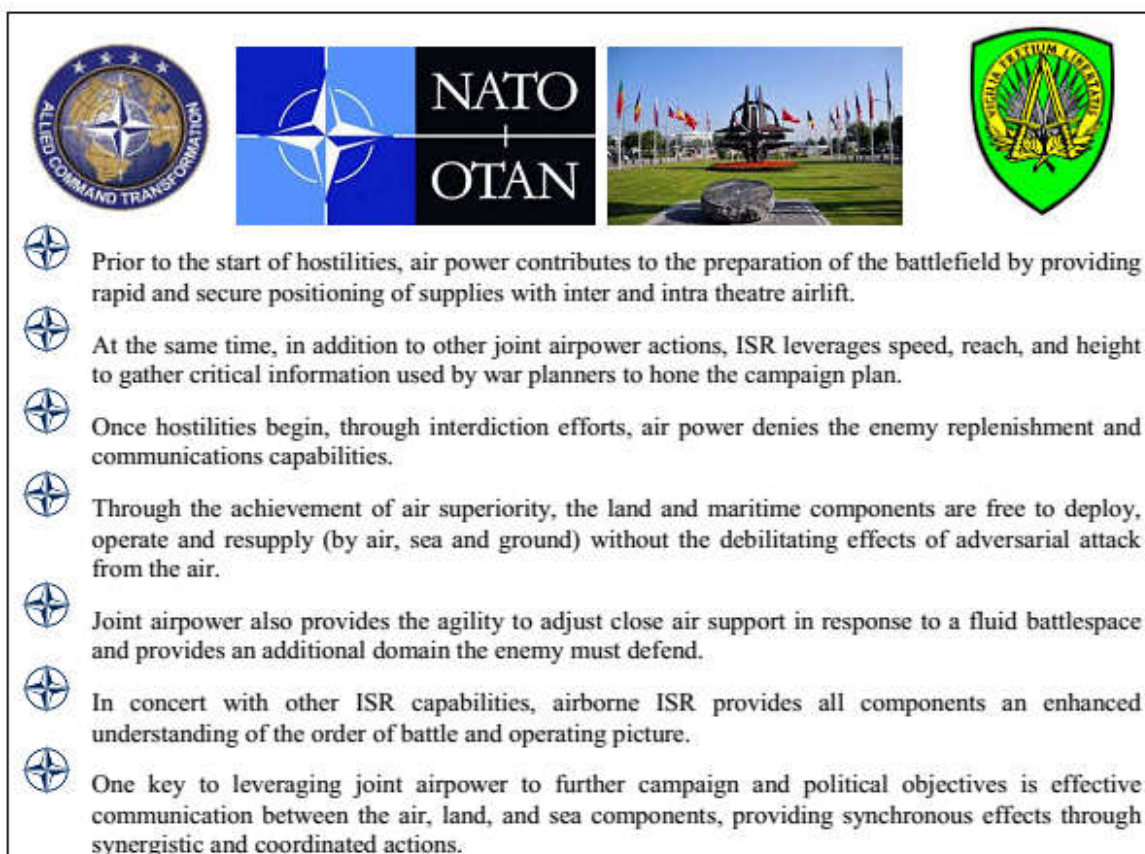 ALLIED COMMAND TRANSFORMATION
NATO
OTAN
VIGILIA PRETIUM LIBERTATIS
Prior to the start of hostilities, air power contributes to the preparation of the battlefield by providing
rapid and secure positioning of supplies with inter and intra theatre airlift.
At the same time, in addition to other joint airpower actions, ISR leverages speed, reach, and height
to gather critical information used by war planners to hone the campaign plan.
Once hostilities begin, through interdiction efforts, air power denies the enemy replenishment and
communications capabilities.
Through the achievement of air superiority, the land and maritime components are free to deploy,
operate and resupply (by air, sea and ground) without the debilitating effects of adversarial attack
from the air.
Joint airpower also provides the agility to adjust close air support in response to a fluid battlespace
and provides an additional domain the enemy must defend.
In concert with other ISR capabilities, airborne ISR provides all components an enhanced
understanding of the order of battle and operating picture.
One key to leveraging joint airpower to further campaign and political objectives is effective
communication between the air, land, and sea components, providing synchronous effects through
synergistic and coordinated actions.